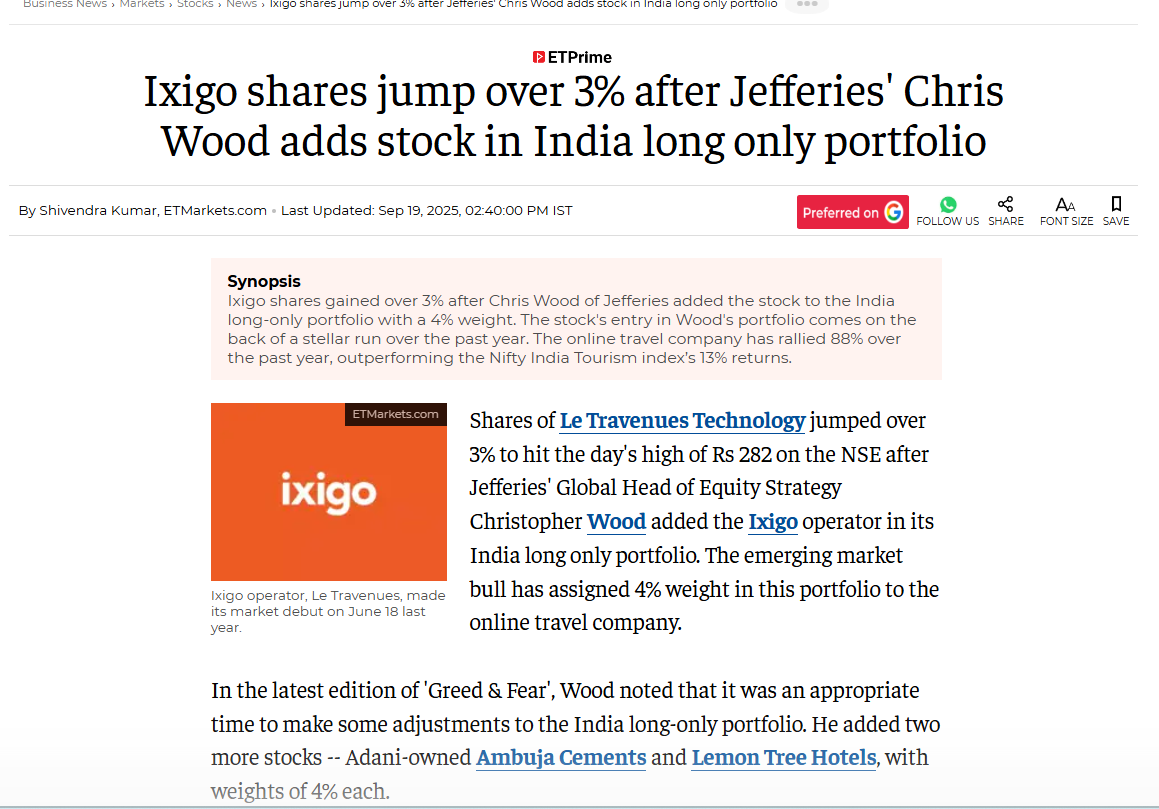 Business News › Markets › Stocks › News › Ixigo shares jump over 3% after Jefferies' Chris Wood adds stock in India long only portfolio
ETPrime
Ixigo shares jump over 3% after Jefferies' Chris
Wood adds stock in India long only portfolio
By Shivendra Kumar, ETMarkets.com • Last Updated: Sep 19, 2025, 02:40:00 PM IST
Preferred on G
FOLLOW US
SHARE
FONT SIZE
SAVE
Synopsis
Ixigo shares gained over 3% after Chris Wood of Jefferies added the stock to the India
long-only portfolio with a 4% weight. The stock's entry in Wood's portfolio comes on the
back of a stellar run over the past year. The online travel company has rallied 88% over
the past year, outperforming the Nifty India Tourism index's 13% returns.
ETMarkets.com
ixigo
Ixigo operator, Le Travenues, made
its market debut on June 18 last
year.
Shares of Le Travenues Technology jumped over
3% to hit the day's high of Rs 282 on the NSE after
Jefferies' Global Head of Equity Strategy
Christopher Wood added the Ixigo operator in its
India long only portfolio. The emerging market
bull has assigned 4% weight in this portfolio to the
online travel company.
In the latest edition of 'Greed & Fear', Wood noted that it was an appropriate
time to make some adjustments to the India long-only portfolio. He added two
more stocks -- Adani-owned Ambuja Cements and Lemon Tree Hotels, with
weights of 4% each.